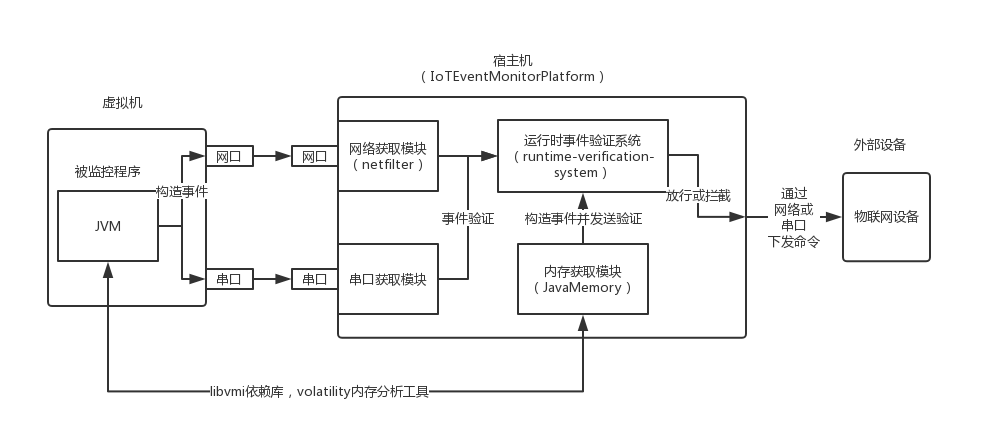 宿主机
（IoTEventMonitorPlatform）
虚拟机
被监控程序
JVM
构造事件
网口
串口
网口
串口
网络获取模块
（netfilter）
串口获取模块
事件验证
运行时事件验证系统
（runtime-verification-
system）
构造事件并发送验证
内存获取模块
（JavaMemory）
放行或拦截
通过
网络或
串口
下发命令
外部设备
物联网设备
libvmi依赖库，volatility内存分析工具